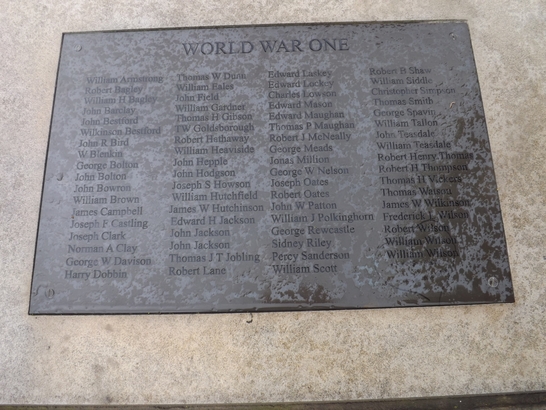 WORLD WAR ONE
William Armstrong
Robert Bagley
William H Bagley
John Barclay
John Bestford
Wilkinson Bestford
John R Bird
W Blenkin
George Bolton
John Bolton
John Bowron
William Brown
James Campbell
Joseph F Castling
Joseph Clark
Norman A Clay
George W Davison
Harry Dobbin
Thomas W Dunn
William Eales
John Field
William Gardner
Thomas H Gibson
TW Goldsborough
Robert Hathaway
William Heaviside
John Hepple
John Hodgson
Joseph S Howson
William Hutchfield
James W Hutchinson
Edward H Jackson
John Jackson
John Jackson
Thomas J T Jobling
Robert Lane
Edward Laskey
Edward Luckey
Charles Lowson
Edward Mason
Edward Maughan
Thomas P Maughan
Robert J McNeally
George Meads
Jonas Million
George W Nelson
Joseph Oates
Robert Oates
John W Patton
William J Polkinghorn
George Rewcastle
Sidney Riley
Percy Sanderson
William Scott
Robert B Shaw
William Siddle
Christopher Simpson
Thomas Smith
George Spavin
William Tallon
John Teasdale
William Teasdale
Robert Henry Thomas
Robert H Thompson
Thomas H Vickers
Thomas Watson
James W Wilkinson
Frederick J Wilson
Robert Wilson
William Wilson
William Wilson